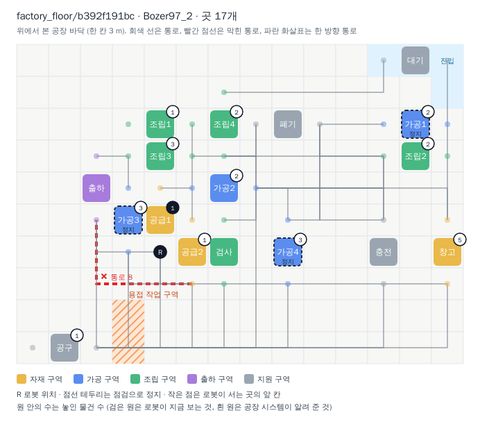 factory_floor/b392f191bc · Bozer97_2 · 곳 17개
위에서 본 공장 바닥 (한 칸 3 m). 회색 선은 통로, 빨간 점선은 막힌 통로, 파란 화살표는 한 방향 통로
대기
진입
조립1 1
조립4 2
폐기
가공1 2
정지
조립3 3
조립2 2
출하
가공2 2
가공3 3
정지
공급1 1
R
공급2 1
검사
가공4 3
정지
충전
창고 5
× 통로 8
용접 작업 구역
공구 1
자재 구역
가공 구역
조립 구역
출하 구역
지원 구역
R 로봇 위치 · 점선 테두리는 점검으로 정지 · 작은 점은 로봇이 서는 곳의 앞 칸
원 안의 수는 놓인 물건 수 (검은 원은 로봇이 지금 보는 것, 흰 원은 공장 시스템이 알려 준 것)